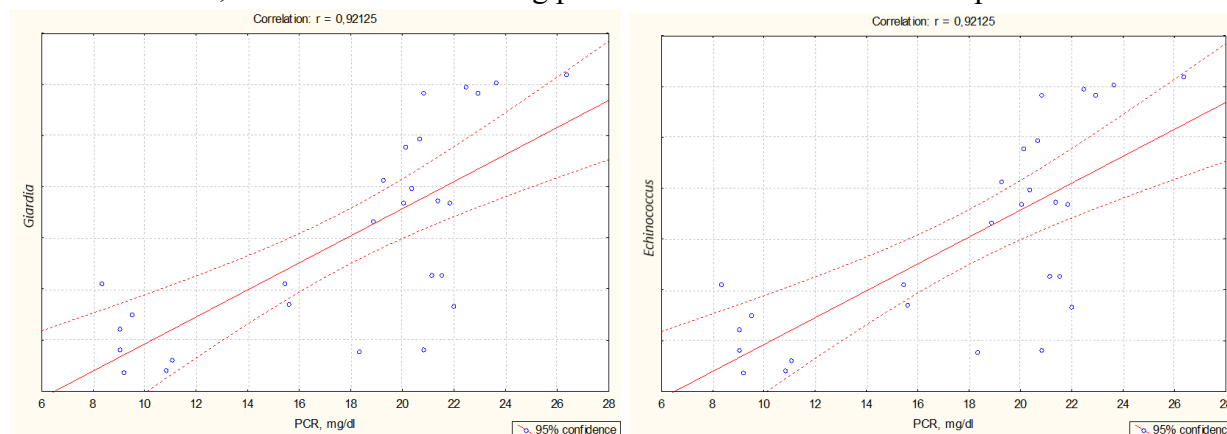 Correlation: r = 0,92125
Giardia
6 8 10 12 14 16 18 20 22 24 26 28
PCR, mg/dl
95% confidence
Correlation: r = 0,92125
Echinococcus
6 8 10 12 14 16 18 20 22 24 26 28
PCR, mg/dl
95% confidence